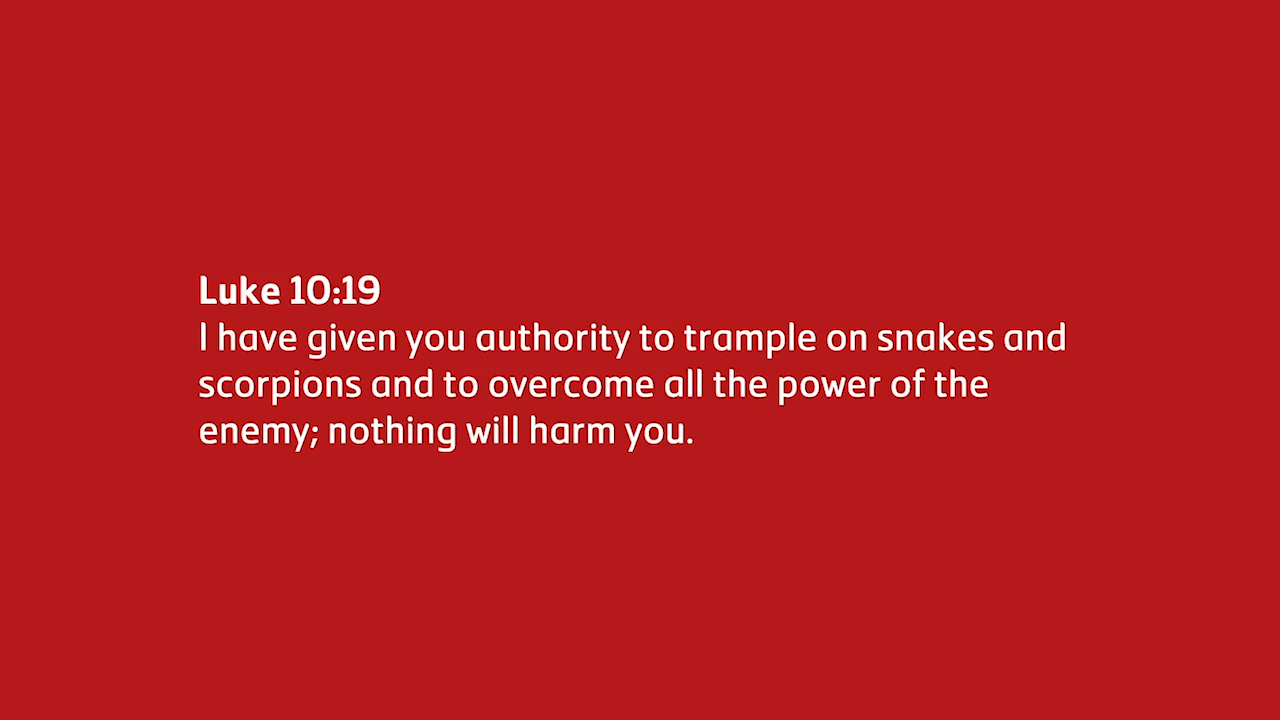 Luke 10:19
I have given you authority to trample on snakes and
scorpions and to overcome all the power of the
enemy; nothing will harm you.